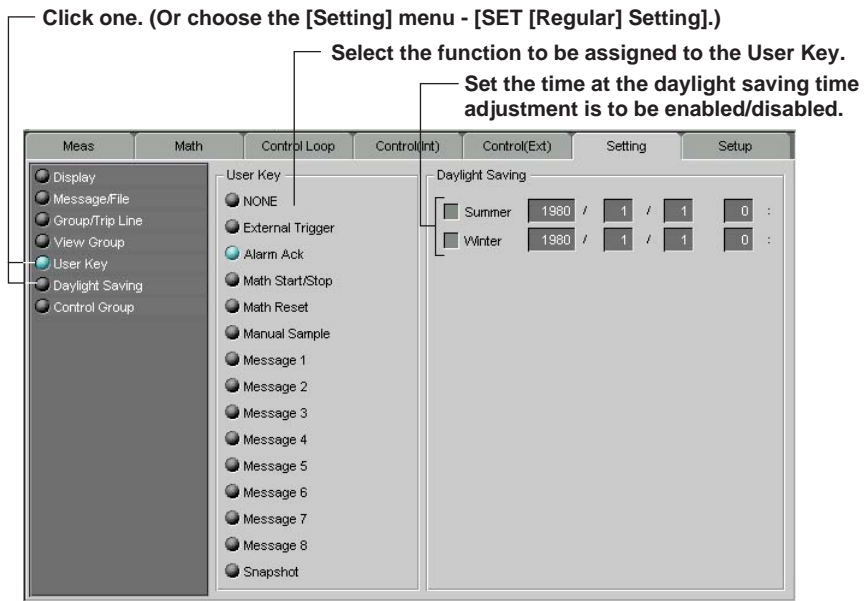 Click one. (Or choose the [Setting] menu - [SET [Regular] Setting].)
Select the function to be assigned to the User Key.
Set the time at the daylight saving time
adjustment is to be enabled/disabled.
Meas Math Control Loop Control(Int) Control(Ext) Setting Setup
Display
Message/File
Group/Trip Line
View Group
User Key
Daylight Saving
Control Group
User Key
NONE
External Trigger
Alarm Ack
Math Start/Stop
Math Reset
Manual Sample
Message 1
Message 2
Message 3
Message 4
Message 5
Message 6
Message 7
Message 8
Snapshot
Daylight Saving
Summer 1980 / 1 / 1 0 :
Winter 1980 / 1 / 1 0 :